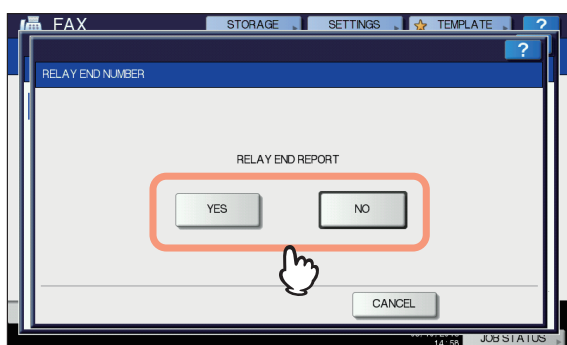 FAX
STORAGE
SETTINGS
TEMPLATE
?
?
RELAY END NUMBER
RELAY END REPORT
YES
NO
CANCEL
14 : 58
JOB STATUS